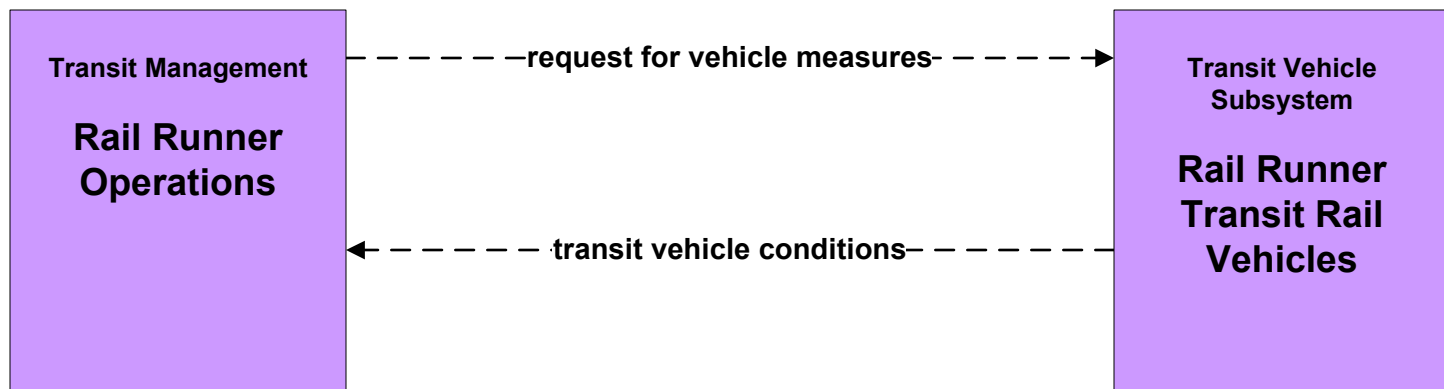 Transit Management
Rail Runner
Operations
request for vehicle measures
transit vehicle conditions
Transit Vehicle
Subsystem
Rail Runner
Transit Rail
Vehicles